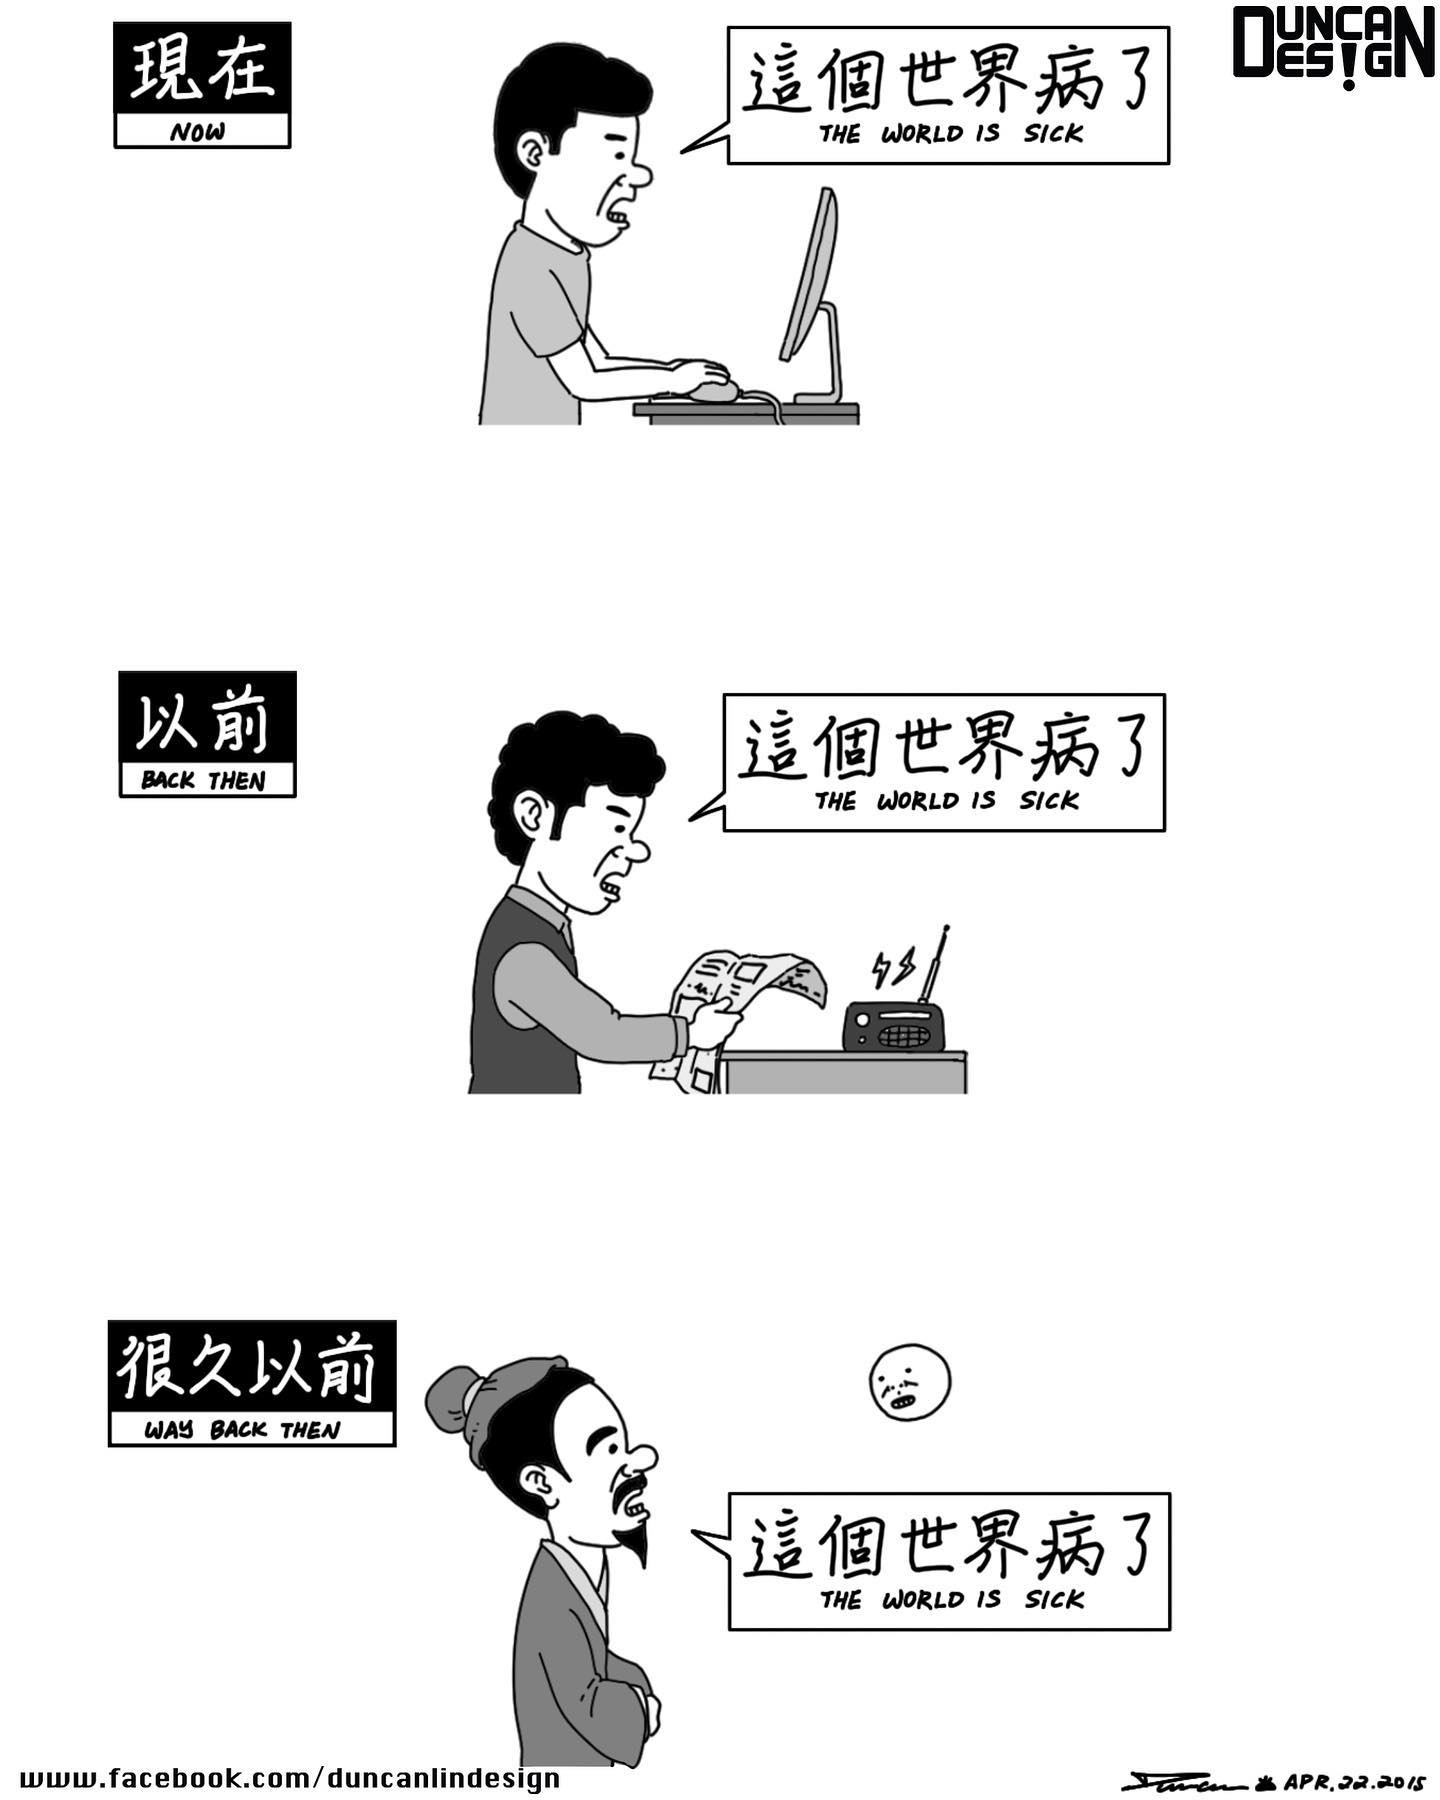 DUNCAN
DES!GN
現在
NOW
這個世界病了
THE WORLD IS SICK
以前
BACK THEN
這個世界病了
THE WORLD IS SICK
很久以前
WAY BACK THEN
這個世界病了
THE WORLD IS SICK
www.facebook.com/duncanlindesign
Duncan APR.22.2015